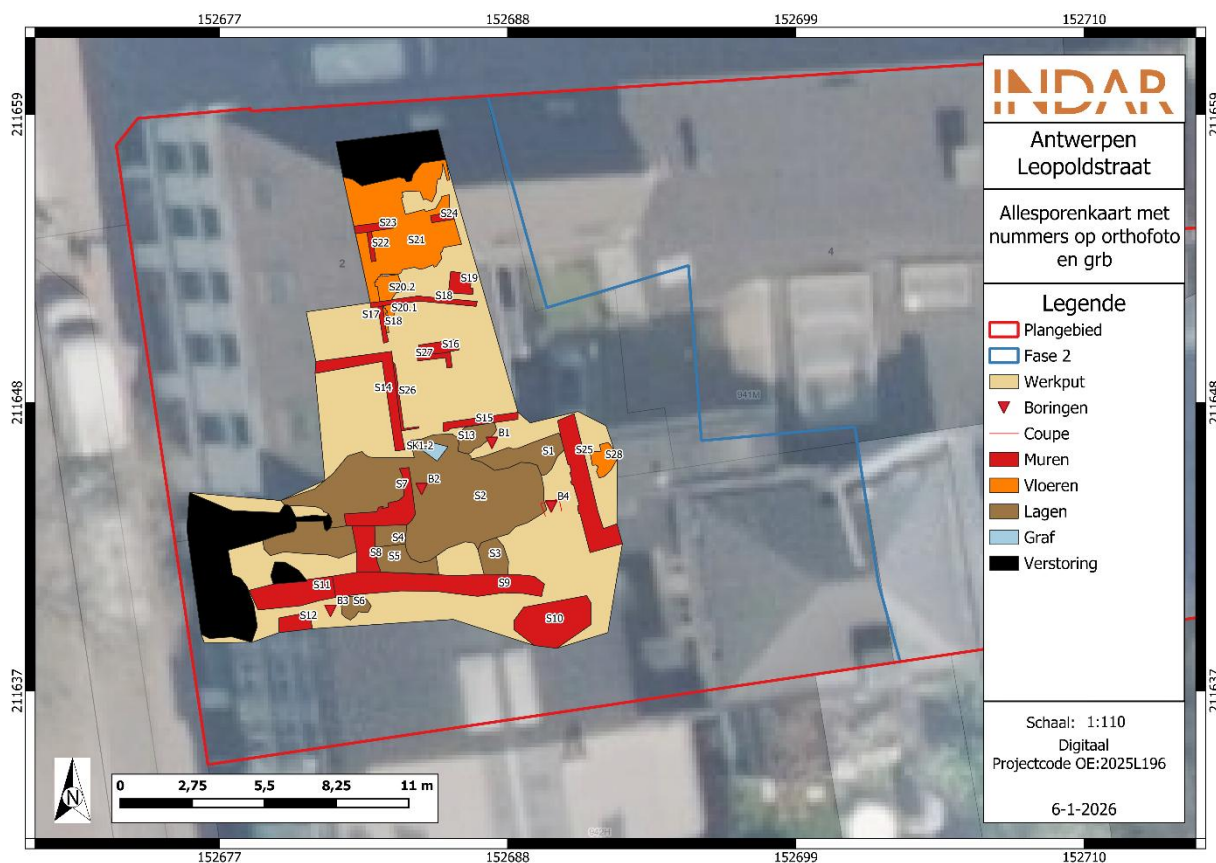 152677
152688
152699
152710
211659
211659
INDAR
Antwerpen
Leopoldstraat
Allesporenkaart met
nummers op orthofoto
en grb
Legende
Plangebied
Fase 2
Werkput
Boringen
Coupe
Muren
Vloeren
Lagen
Graf
Verstoring
S23
S24
S22
S21
2
4
S20.2
S19
S18
S17
S20.1
S18
S16
S27
S14
S26
211648
211648
S15
S13
B1
SK1-2
S1
S25
S28
S7
B2
S2
B4
S4
S8
S5
S3
S11
S9
B3
S6
S12
S10
211637
211637
Schaal: 1:110
Digitaal
Projectcode OE:2025L196
6-1-2026
N
0
2,75
5,5
8,25
11 m
152677
152688
152699
152710